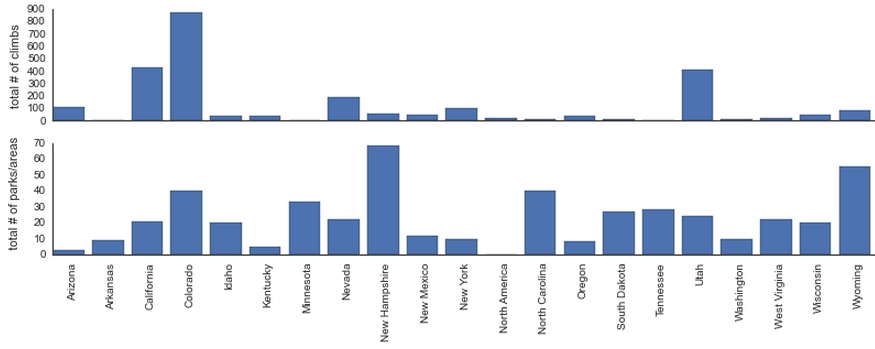 total # of climbs
900
800
700
600
500
400
300
200
100
0
total # of parks/areas
70
60
50
40
30
20
10
0
Arizona
Arkansas
California
Colorado
Idaho
Kentucky
Minnesota
Nevada
New Hampshire
New Mexico
New York
North America
North Carolina
Oregon
South Dakota
Tennessee
Utah
Washington
West Virginia
Wisconsin
Wyoming